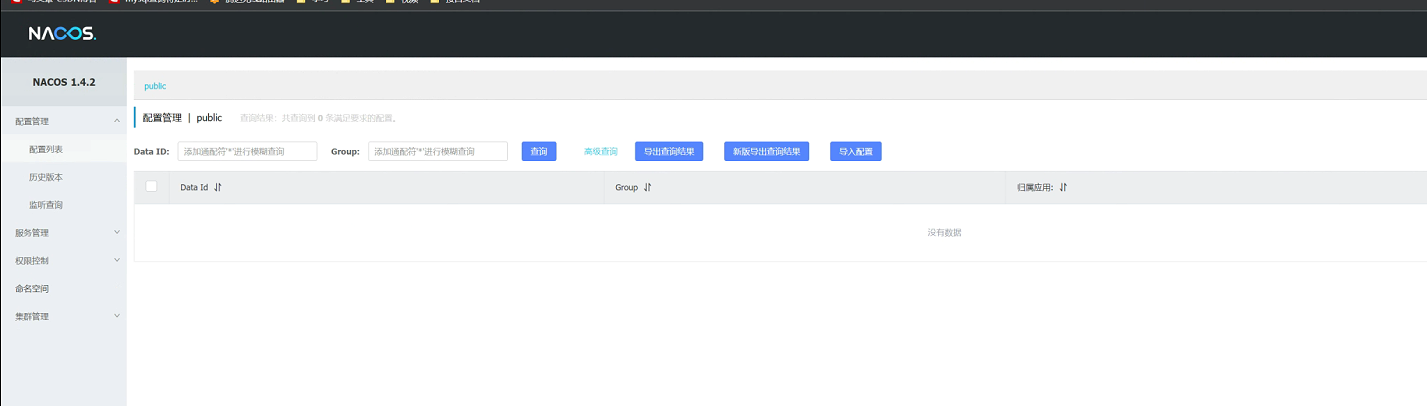 NACOS.
NACOS 1.4.2
public
配置管理
配置管理 | public 查询结果：共查询到 0 条满足要求的配置。
配置列表
Data ID: 添加通配符'*'进行模糊查询 Group: 添加通配符'*'进行模糊查询 查询 高级查询 导出查询结果 新版导出查询结果 导入配置
历史版本
Data Id Group 归属应用:
监听查询
服务管理
没有数据
权限控制
命名空间
集群管理